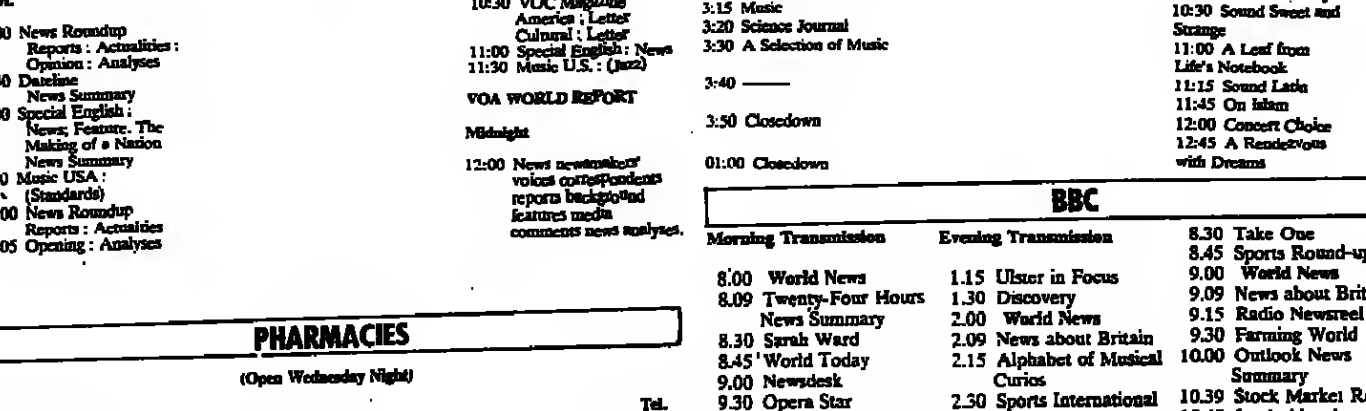 News Roundup
Reports : Actualities :
Opinion : Analyses
Dateline
News Summary
Special English :
News; Feature. The
Making of a Nation
News Summary
Music USA :
(Standards)
News Roundup
Reports : Actualities
05 Opening : Analyses
10:30 VOC Magazine
America ; Letter
Cultural ; Letter
11:00 Special English : News
11:30 Music U.S. : (Jazz)
VOA WORLD REPORT
Midnight
12:00 News newsmakers'
voices correspondents
reports background
features media
comments news analyses.
3:15 Music
3:20 Science Journal
3:30 A Selection of Music
3:40 ——
3:50 Closedown
01:00 Closedown
10:30 Sound Sweet and
Strange
11:00 A Leaf from
Life's Notebook
11:15 Sound Latin
11:45 On Islam
12:00 Concert Choice
12:45 A Rendezvous
with Dreams
PHARMACIES
(Open Wednesday Night)
Tel.
BBC
Morning Transmission
8.00 World News
8.09 Twenty-Four Hours
News Summary
8.30 Sarah Ward
8.45 World Today
9.00 Newsdesk
9.30 Opera Star
Evening Transmission
1.15 Ulster in Focus
1.30 Discovery
2.00 World News
2.09 News about Britain
2.15 Alphabet of Musical
Curios
2.30 Sports International
8.30 Take One
8.45 Sports Round-up
9.00 World News
9.09 News about Brit
9.15 Radio Newsreel
9.30 Farming World
10.00 Outlook News
Summary
10.39 Stock Market R